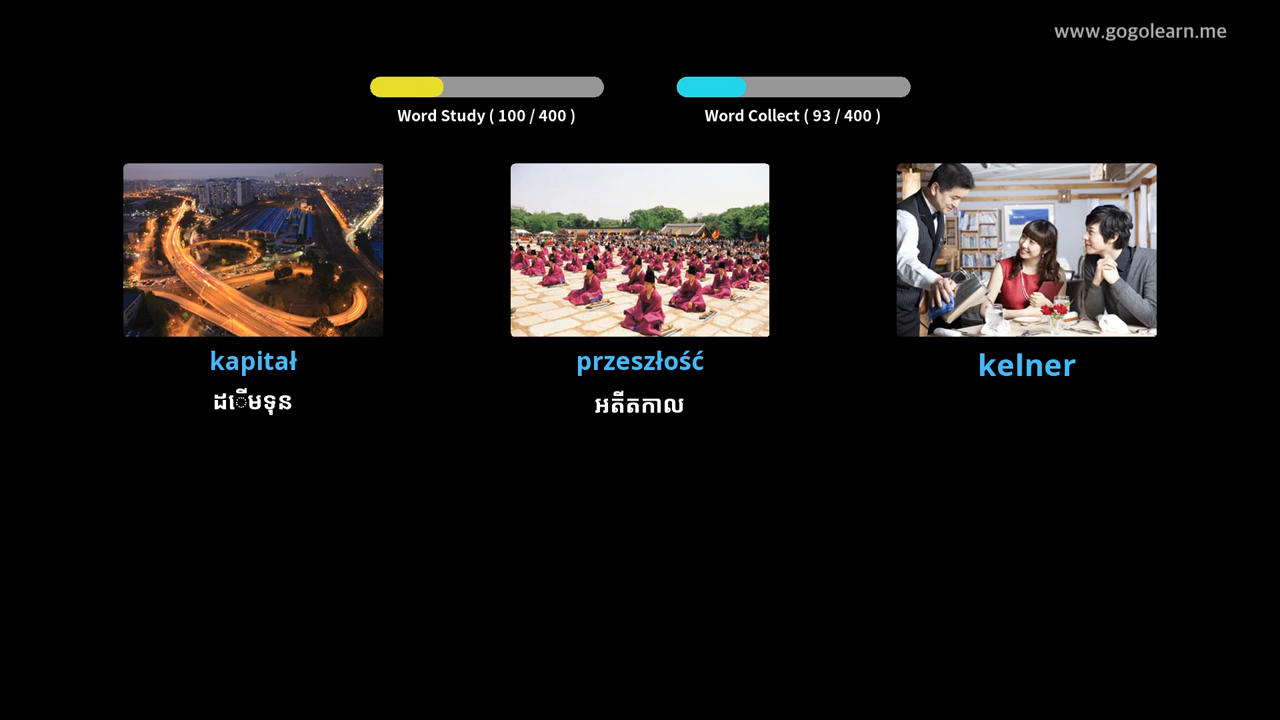 www.gogolearn.me
Word Study ( 100 / 400 )
Word Collect ( 93 / 400 )
kapitał
ដើមទុន
przeszłość
អតីតកាល
kelner